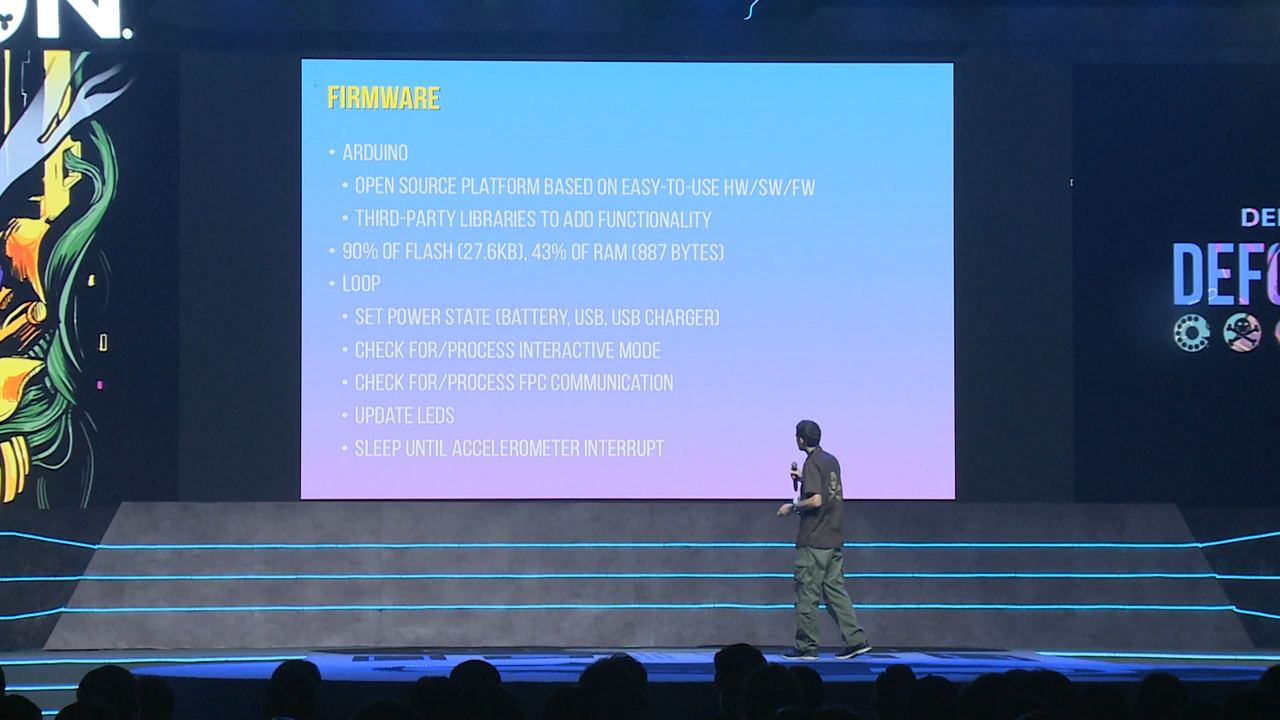 FIRMWARE
• ARDUINO
• OPEN SOURCE PLATFORM BASED ON EASY-TO-USE HW/SW/FW
• THIRD-PARTY LIBRARIES TO ADD FUNCTIONALITY
• 90% OF FLASH (27.6KB), 43% OF RAM (887 BYTES)
• LOOP
• SET POWER STATE (BATTERY, USB, USB CHARGER)
• CHECK FOR/PROCESS INTERACTIVE MODE
• CHECK FOR/PROCESS FPC COMMUNICATION
• UPDATE LEDS
• SLEEP UNTIL ACCELEROMETER INTERRUPT